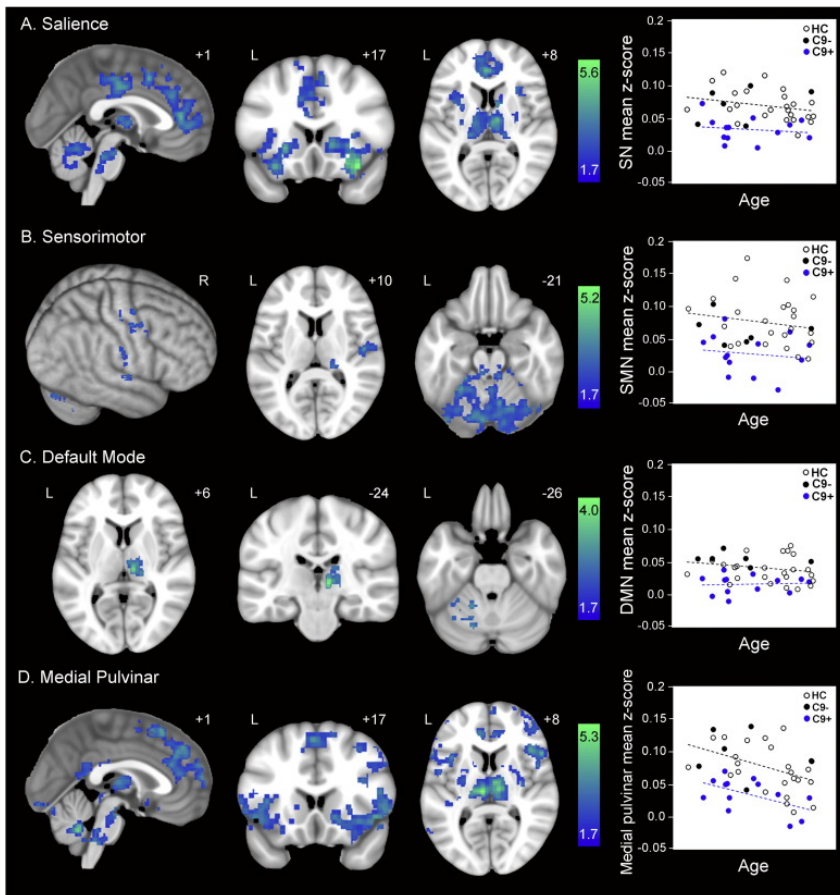 A. Salience
+1
L
+17
L
+8
5.6
1.7
SN mean z-score
0.2
0.15
0.10
0.05
0.0
-0.05
HC
C9-
C9+
Age
B. Sensorimotor
R
L
+10
L
-21
5.2
1.7
SMN mean z-score
0.2
0.15
0.10
0.05
0.0
0.05
HC
C9-
C9+
Age
C. Default Mode
L
+6
L
-24
L
-26
4.0
1.7
DMN mean z-score
0.2
0.15
0.10
0.05
0.0
-0.05
HC
C9-
C9+
Age
D. Medial Pulvinar
+1
L
+17
L
+8
5.3
1.7
Medial pulvinar mean z-score
0.2
0.15
0.10
0.05
0.0
-0.05
HC
C9-
C9+
Age